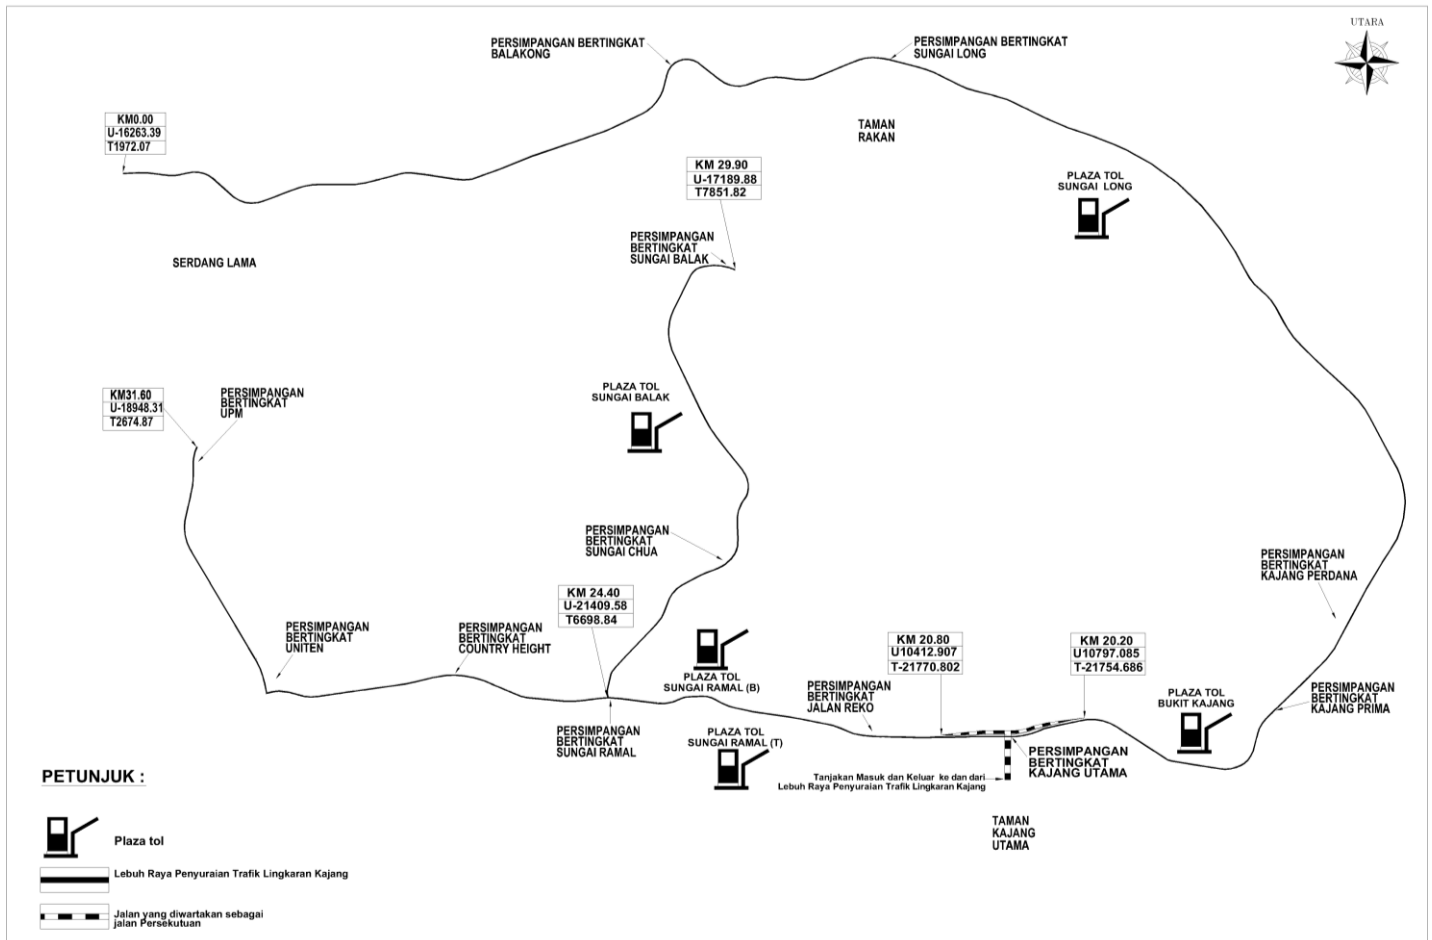 UTARA
PERSIMPANGAN BERTINGKAT
BALAKONG
PERSIMPANGAN BERTINGKAT
SUNGAI LONG
KM0.00
U-16263.39
T1972.07
TAMAN
RAKAN
KM 29.90
U-17189.88
T7851.82
PLAZA TOL
SUNGAI LONG
PERSIMPANGAN
BERTINGKAT
SUNGAI BALAK
SERDANG LAMA
KM31.60
U-18948.31
T2674.87
PERSIMPANGAN
BERTINGKAT
UPM
PLAZA TOL
SUNGAI BALAK
PERSIMPANGAN
BERTINGKAT
SUNGAI CHUA
PERSIMPANGAN
BERTINGKAT
KAJANG PERDANA
KM 24.40
U-21409.58
T6698.84
PERSIMPANGAN
BERTINGKAT
UNITEN
PERSIMPANGAN
BERTINGKAT
COUNTRY HEIGHT
PLAZA TOL
SUNGAI RAMAL (B)
KM 20.80
U10412.907
T-21770.802
KM 20.20
U10797.085
T-21754.686
PERSIMPANGAN
BERTINGKAT
JALAN REKO
PLAZA TOL
BUKIT KAJANG
PERSIMPANGAN
BERTINGKAT
KAJANG PRIMA
PERSIMPANGAN
BERTINGKAT
SUNGAI RAMAL
PLAZA TOL
SUNGAI RAMAL (T)
PERSIMPANGAN
BERTINGKAT
KAJANG UTAMA
Tanjakan Masuk dan Keluar ke dan dari
Lebuh Raya Penyuraian Trafik Lingkaran Kajang
TAMAN
KAJANG
UTAMA
PETUNJUK :
Plaza tol
Lebuh Raya Penyuraian Trafik Lingkaran Kajang
Jalan yang diwartakan sebagai
jalan Persekutuan